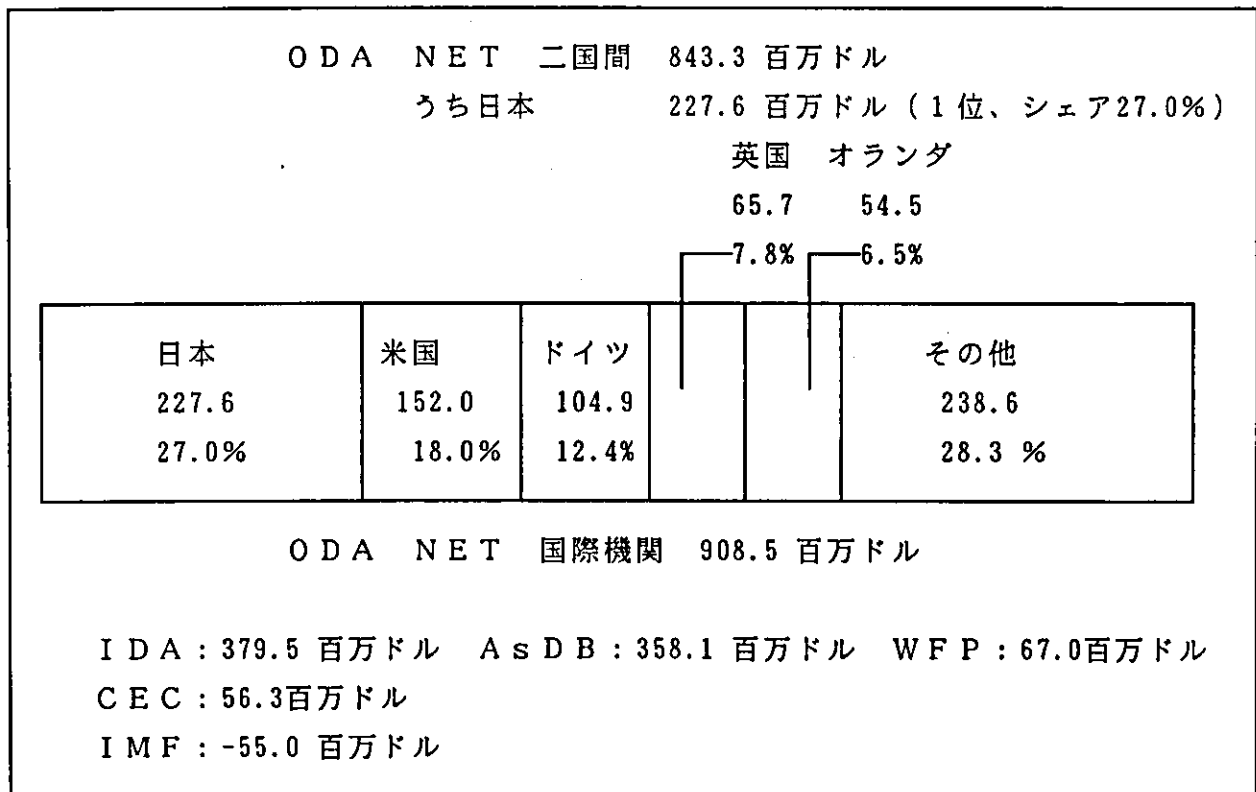 ODA NET 二国間 843.3 百万ドル
うち日本 227.6 百万ドル (1位、シェア27.0%)
英国 オランダ
65.7 54.5
7.8% 6.5%
日本 米国 ドイツ その他
227.6 152.0 104.9 238.6
27.0% 18.0% 12.4% 28.3 %
ODA NET 国際機関 908.5 百万ドル
IDA:379.5 百万ドル AsDB:358.1 百万ドル WFP:67.0百万ドル
CEC:56.3百万ドル
IMF:-55.0 百万ドル